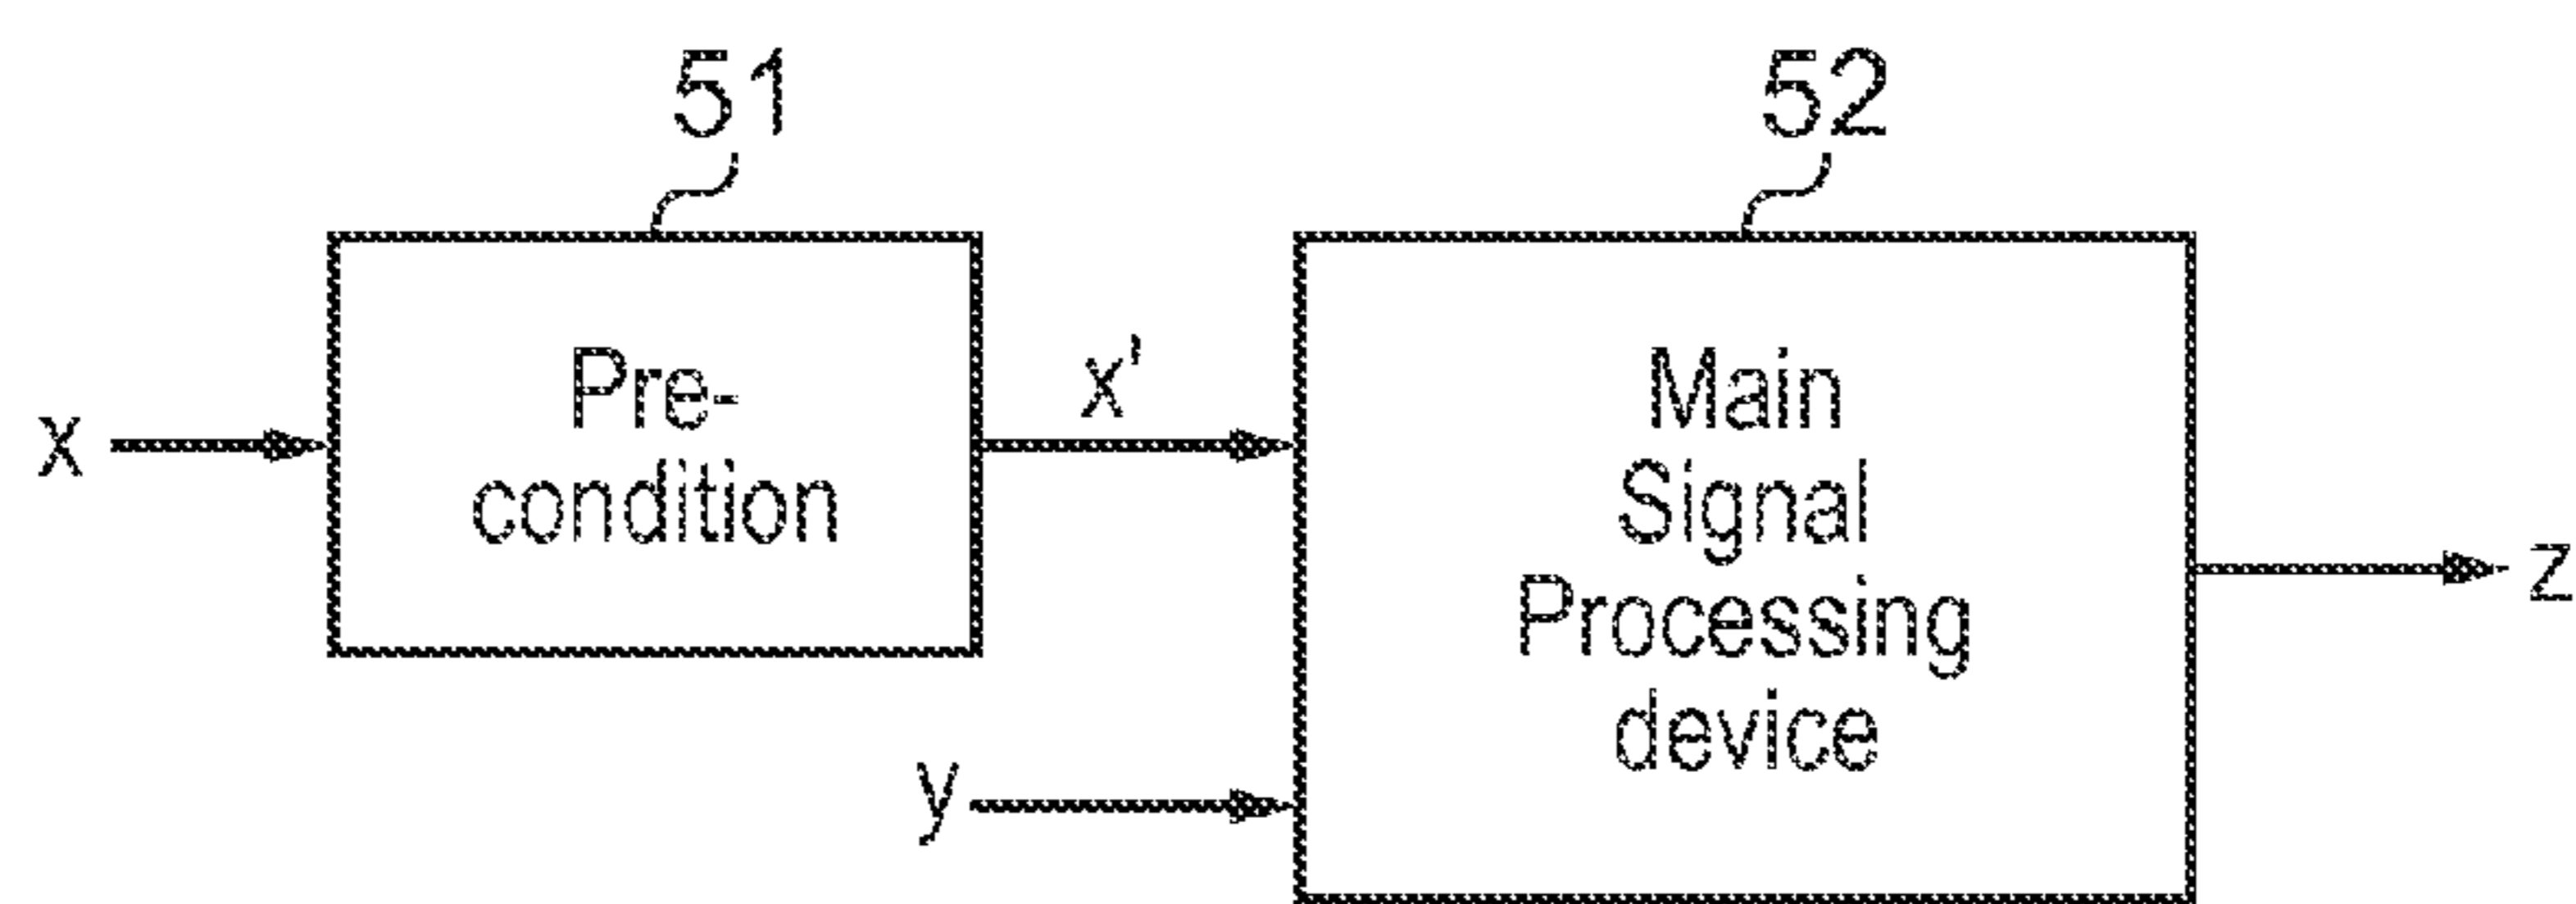 51
52
x
Pre-
condition
x'
y
Main
Signal
Processing
device
z